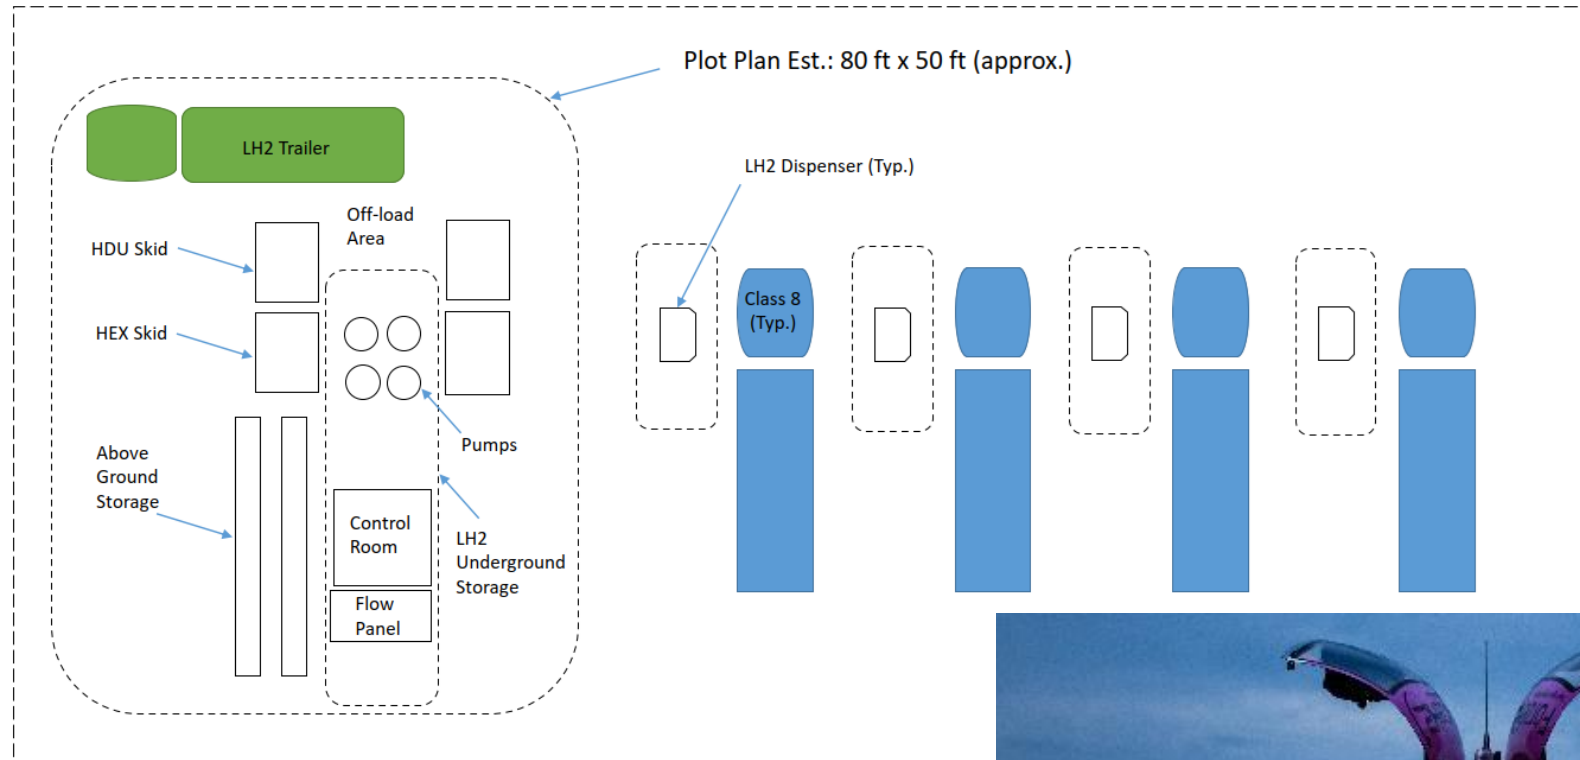 Plot Plan Est.: 80 ft x 50 ft (approx.)
LH2 Trailer
LH2 Dispenser (Typ.)
Off-load
Area
HDU Skid
HEX Skid
Class 8
(Typ.)
Pumps
Above
Ground
Storage
Control
Room
LH2
Underground
Storage
Flow
Panel